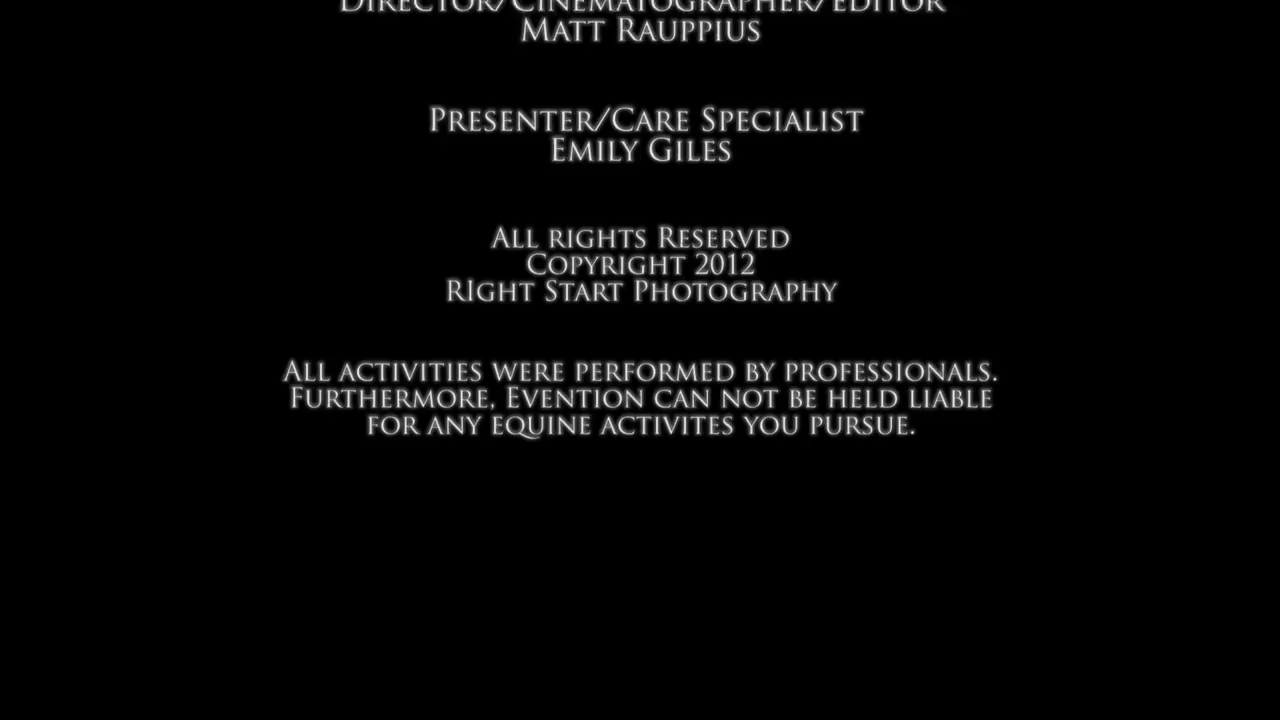 Director/Cinematographer/editor
Matt Rauppius
Presenter/Care Specialist
Emily Giles
All rights Reserved
Copyright 2012
RIght Start Photography
All activities were performed by professionals.
Furthermore, Evention can not be held liable
for any equine activites you pursue.